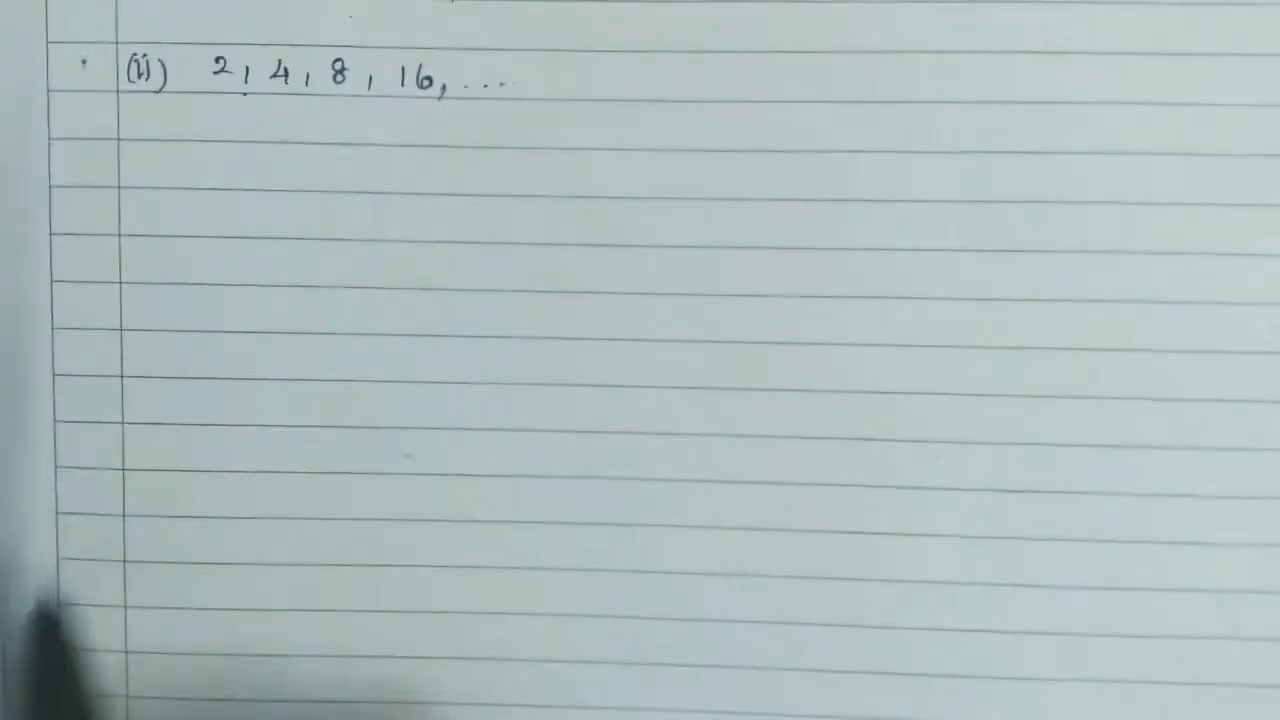 (ii) 2, 4, 8, 16, ....